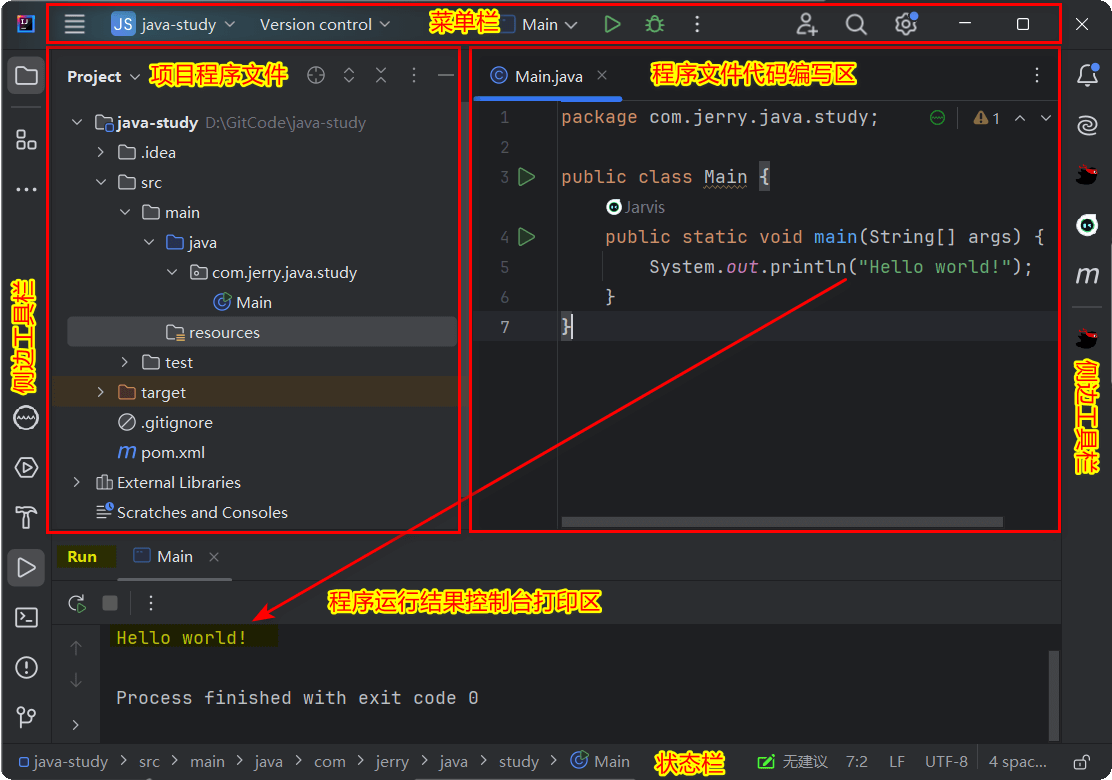 JS java-study Version control 菜单栏 Main
Project 项目程序文件
java-study D:\GitCode\java-study
.idea
src
main
java
com.jerry.java.study
Main
resources
test
target
.gitignore
m pom.xml
External Libraries
Scratches and Consoles
侧边工具栏
Main.java 程序文件代码编写区
1 package com.jerry.java.study; 1
2
3 public class Main {
Jarvis
4 public static void main(String[] args) {
5 System.out.println("Hello world!");
6 }
7 }
m
侧边工具栏
Run Main
程序运行结果控制台打印区
Hello world!
Process finished with exit code 0
java-study > src > main > java > com > jerry > java > study > Main 状态栏 无建议 7:2 LF UTF-8 4 spac...